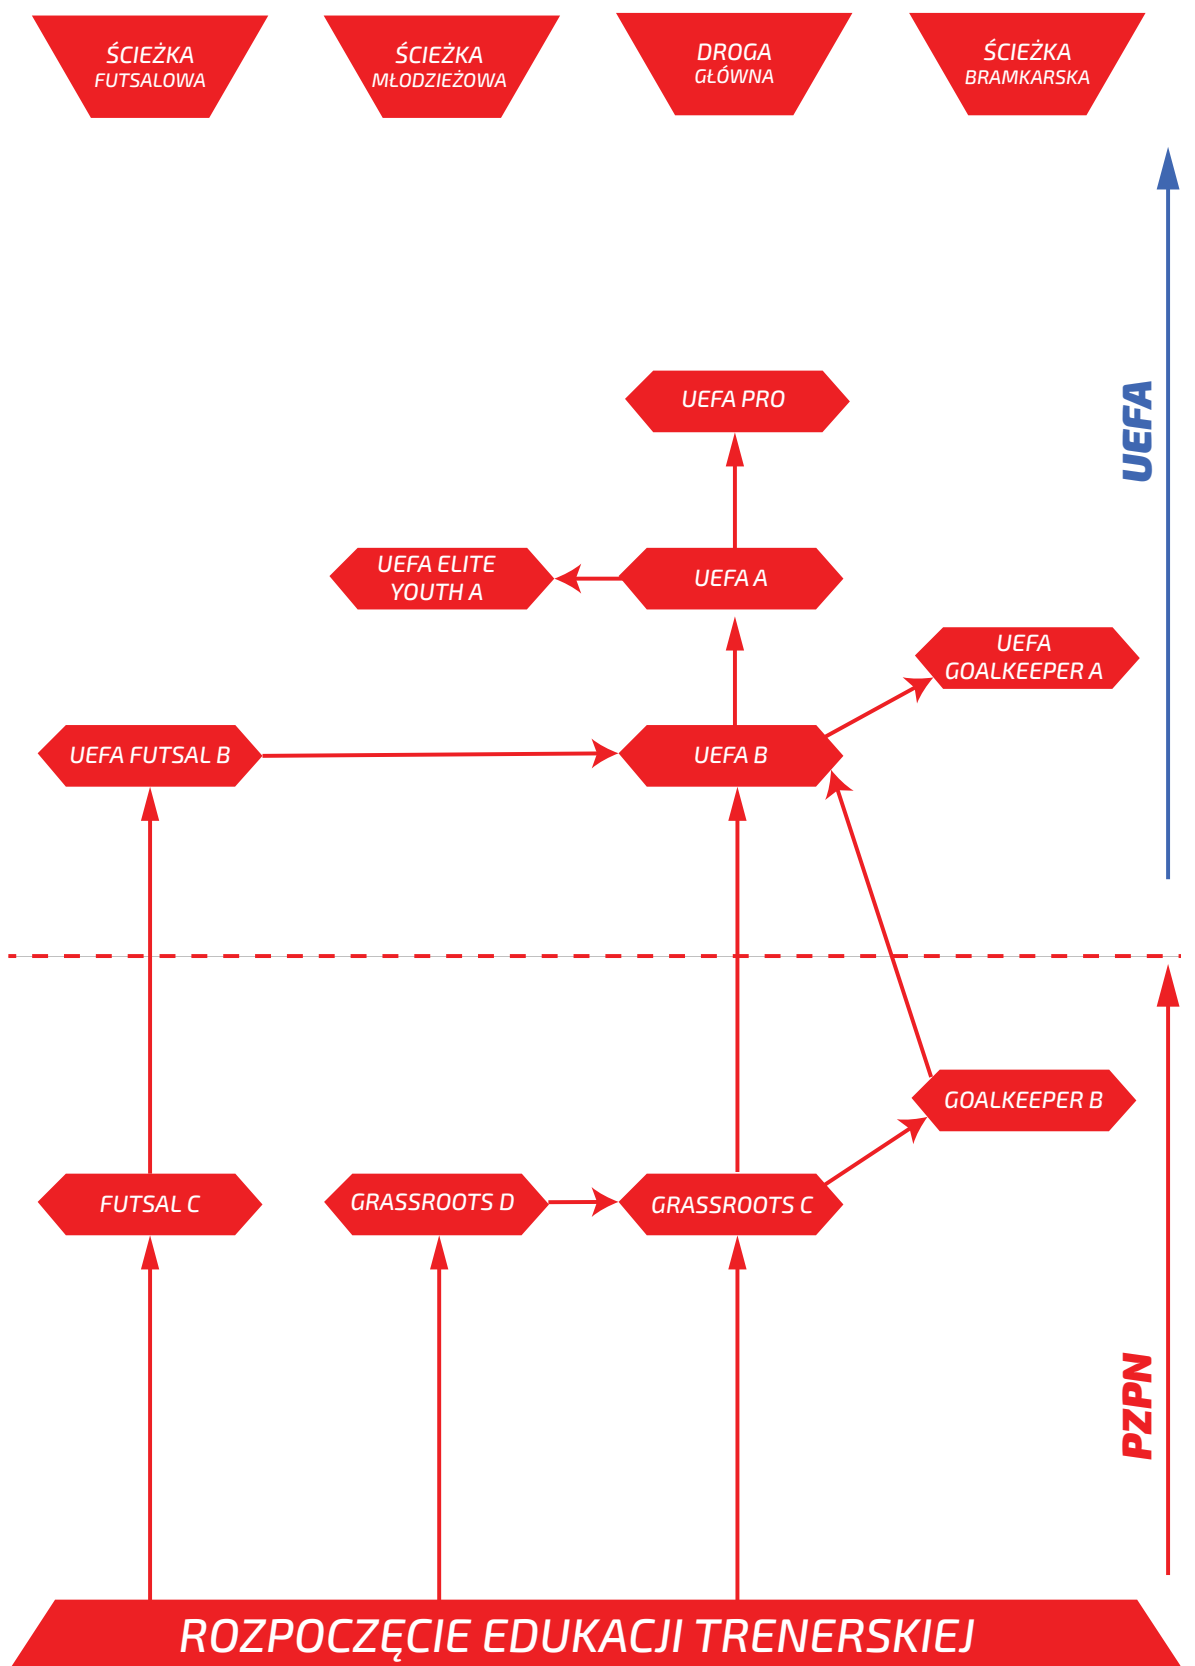 ŚCIEŻKA
FUTSALOWA
ŚCIEŻKA
MŁODZIEŻOWA
DROGA
GŁÓWNA
ŚCIEŻKA
BRAMKARSKA
UEFA PRO
UEFA
UEFA ELITE
YOUTH A
UEFA A
UEFA
GOALKEEPER A
UEFA FUTSAL B
UEFA B
GOALKEEPER B
FUTSAL C
GRASSROOTS D
GRASSROOTS C
PZPN
ROZPOCZĘCIE EDUKACJI TRENERSKIEJ